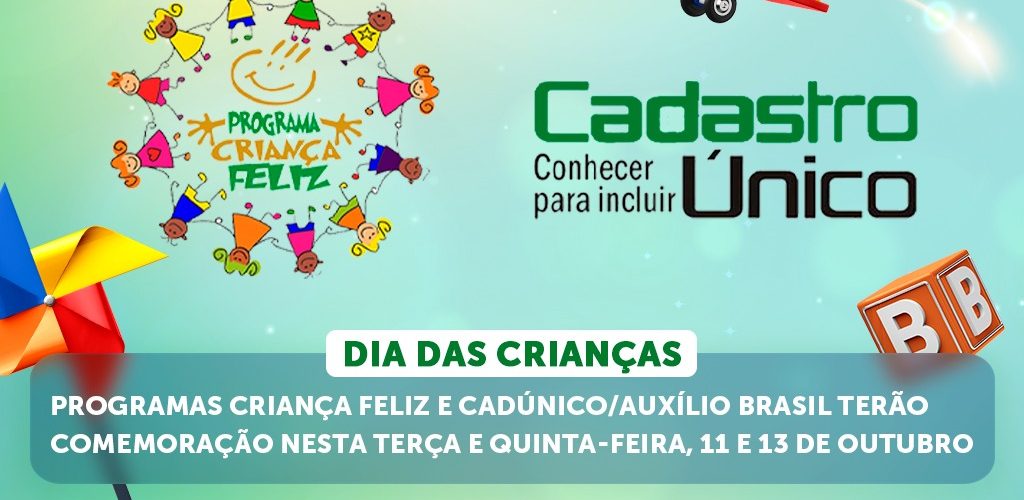 PROGRAMA
CRIANÇA
FELIZ
Cadastro
Conhecer
para incluir
Único
B
B
DIA DAS CRIANÇAS
PROGRAMAS CRIANÇA FELIZ E CADÚNICO/AUXÍLIO BRASIL TERÃO
COMEMORAÇÃO NESTA TERÇA E QUINTA-FEIRA, 11 E 13 DE OUTUBRO